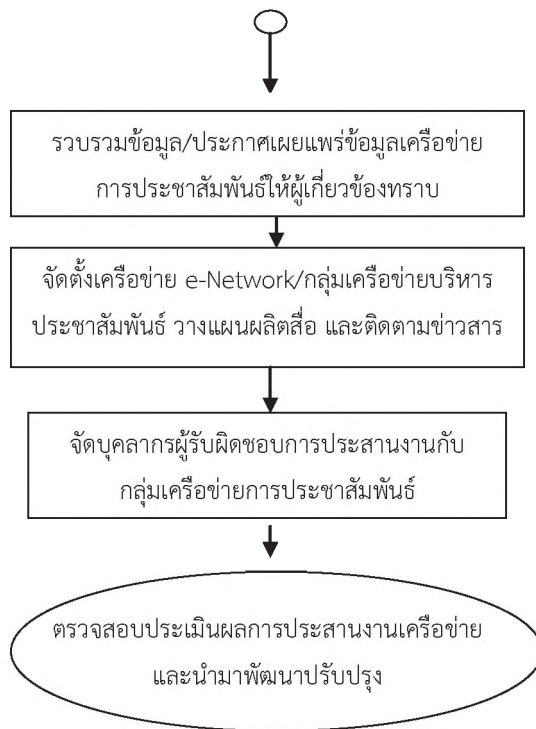 รวบรวมข้อมูล/ประกาศเผยแพร่ข้อมูลเครือข่าย
การประชาสัมพันธ์ให้ผู้เกี่ยวข้องทราบ
จัดตั้งเครือข่าย e-Network/กลุ่มเครือข่ายบริหาร
ประชาสัมพันธ์ วางแผนผลิตสื่อ และติดตามข่าวสาร
จัดบุคลากรผู้รับผิดชอบการประสานงานกับ
กลุ่มเครือข่ายการประชาสัมพันธ์
ตรวจสอบประเมินผลการประสานงานเครือข่าย
และนำมาพัฒนาปรับปรุง